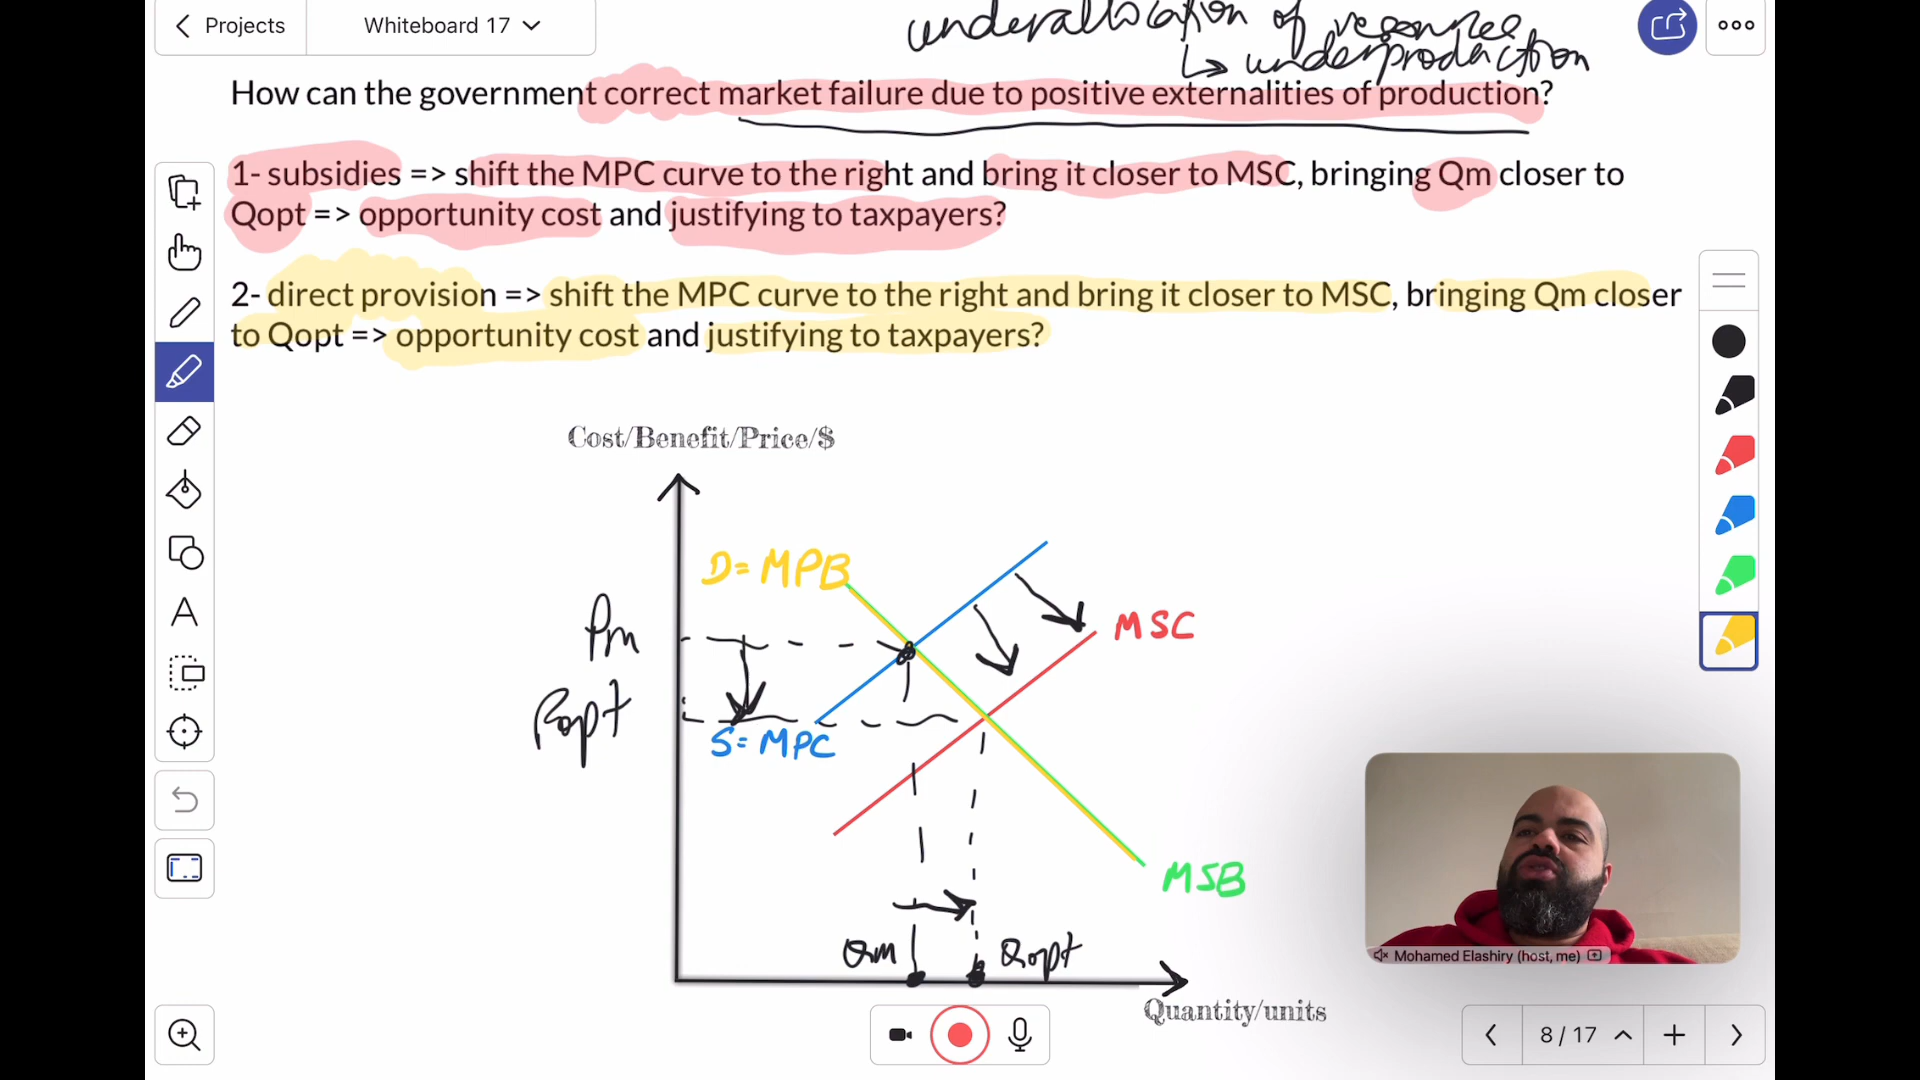 Projects
Whiteboard 17
underallocation of resources
↳ underproduction
How can the government correct market failure due to positive externalities of production?
1- subsidies => shift the MPC curve to the right and bring it closer to MSC, bringing Qm closer to
Qopt => opportunity cost and justifying to taxpayers?
2- direct provision => shift the MPC curve to the right and bring it closer to MSC, bringing Qm closer
to Qopt => opportunity cost and justifying to taxpayers?
Cost/Benefit/Price/$
D=MPB
Pm
MSC
Popt
S=MPC
MSB
Qm
Qopt
Mohamed Elashiry (host, me)
Quantity/units
8 / 17